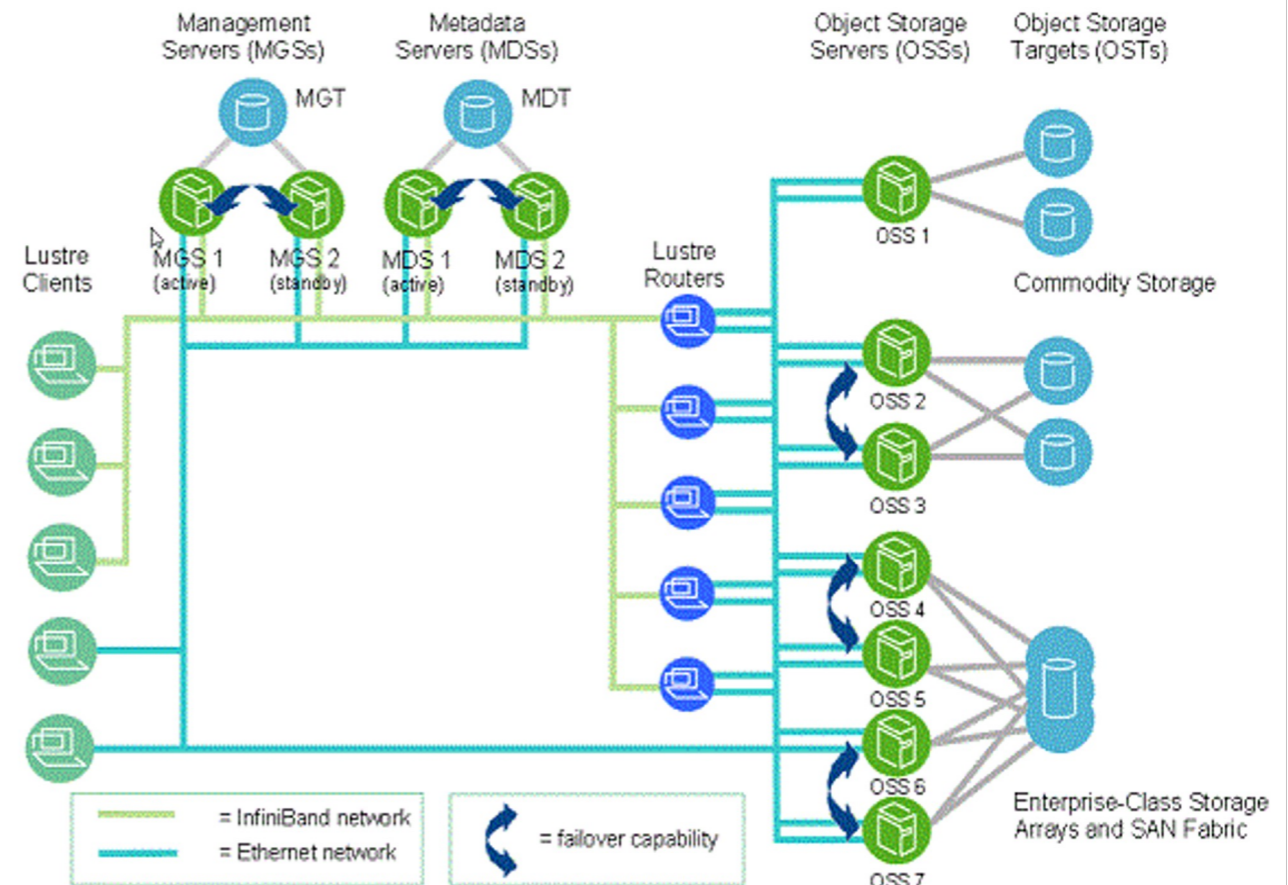 Management
Servers (MGSs)
Metadata
Servers (MDSs)
Object Storage
Servers (OSSs)
Object Storage
Targets (OSTs)
MGT
MDT
MGS 1
(active)
MGS 2
(standby)
MDS 1
(active)
MDS 2
(standby)
Lustre
Clients
Lustre
Routers
OSS 1
Commodity Storage
OSS 2
OSS 3
OSS 4
OSS 5
OSS 6
OSS 7
Enterprise-Class Storage
Arrays and SAN Fabric
= InfiniBand network
= Ethernet network
= failover capability